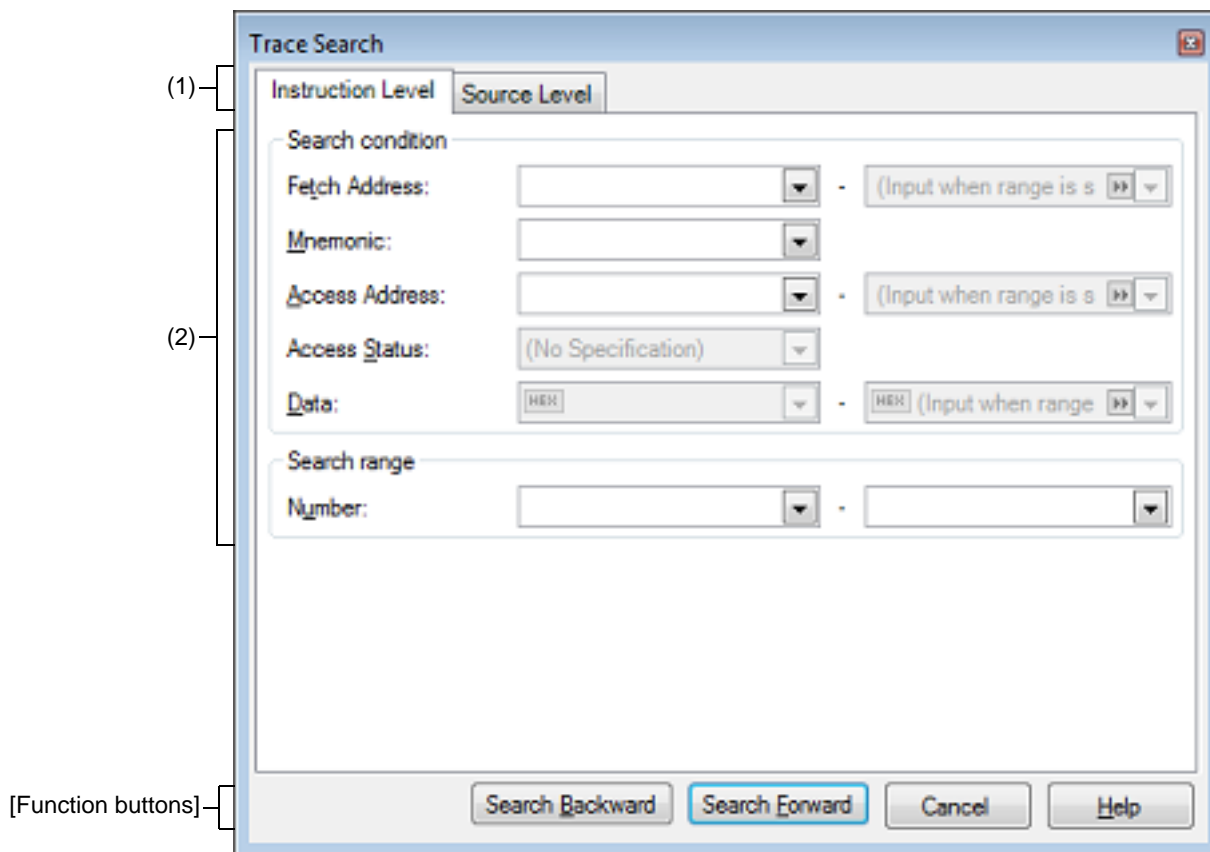 Trace Search
(1)
Instruction Level Source Level
(2)
Search condition
Fetch Address: - (Input when range is s
Mnemonic:
Access Address: - (Input when range is s
Access Status: (No Specification)
Data: HEX - HEX (Input when range
Search range
Number: -
[Function buttons]
Search Backward Search Forward Cancel Help